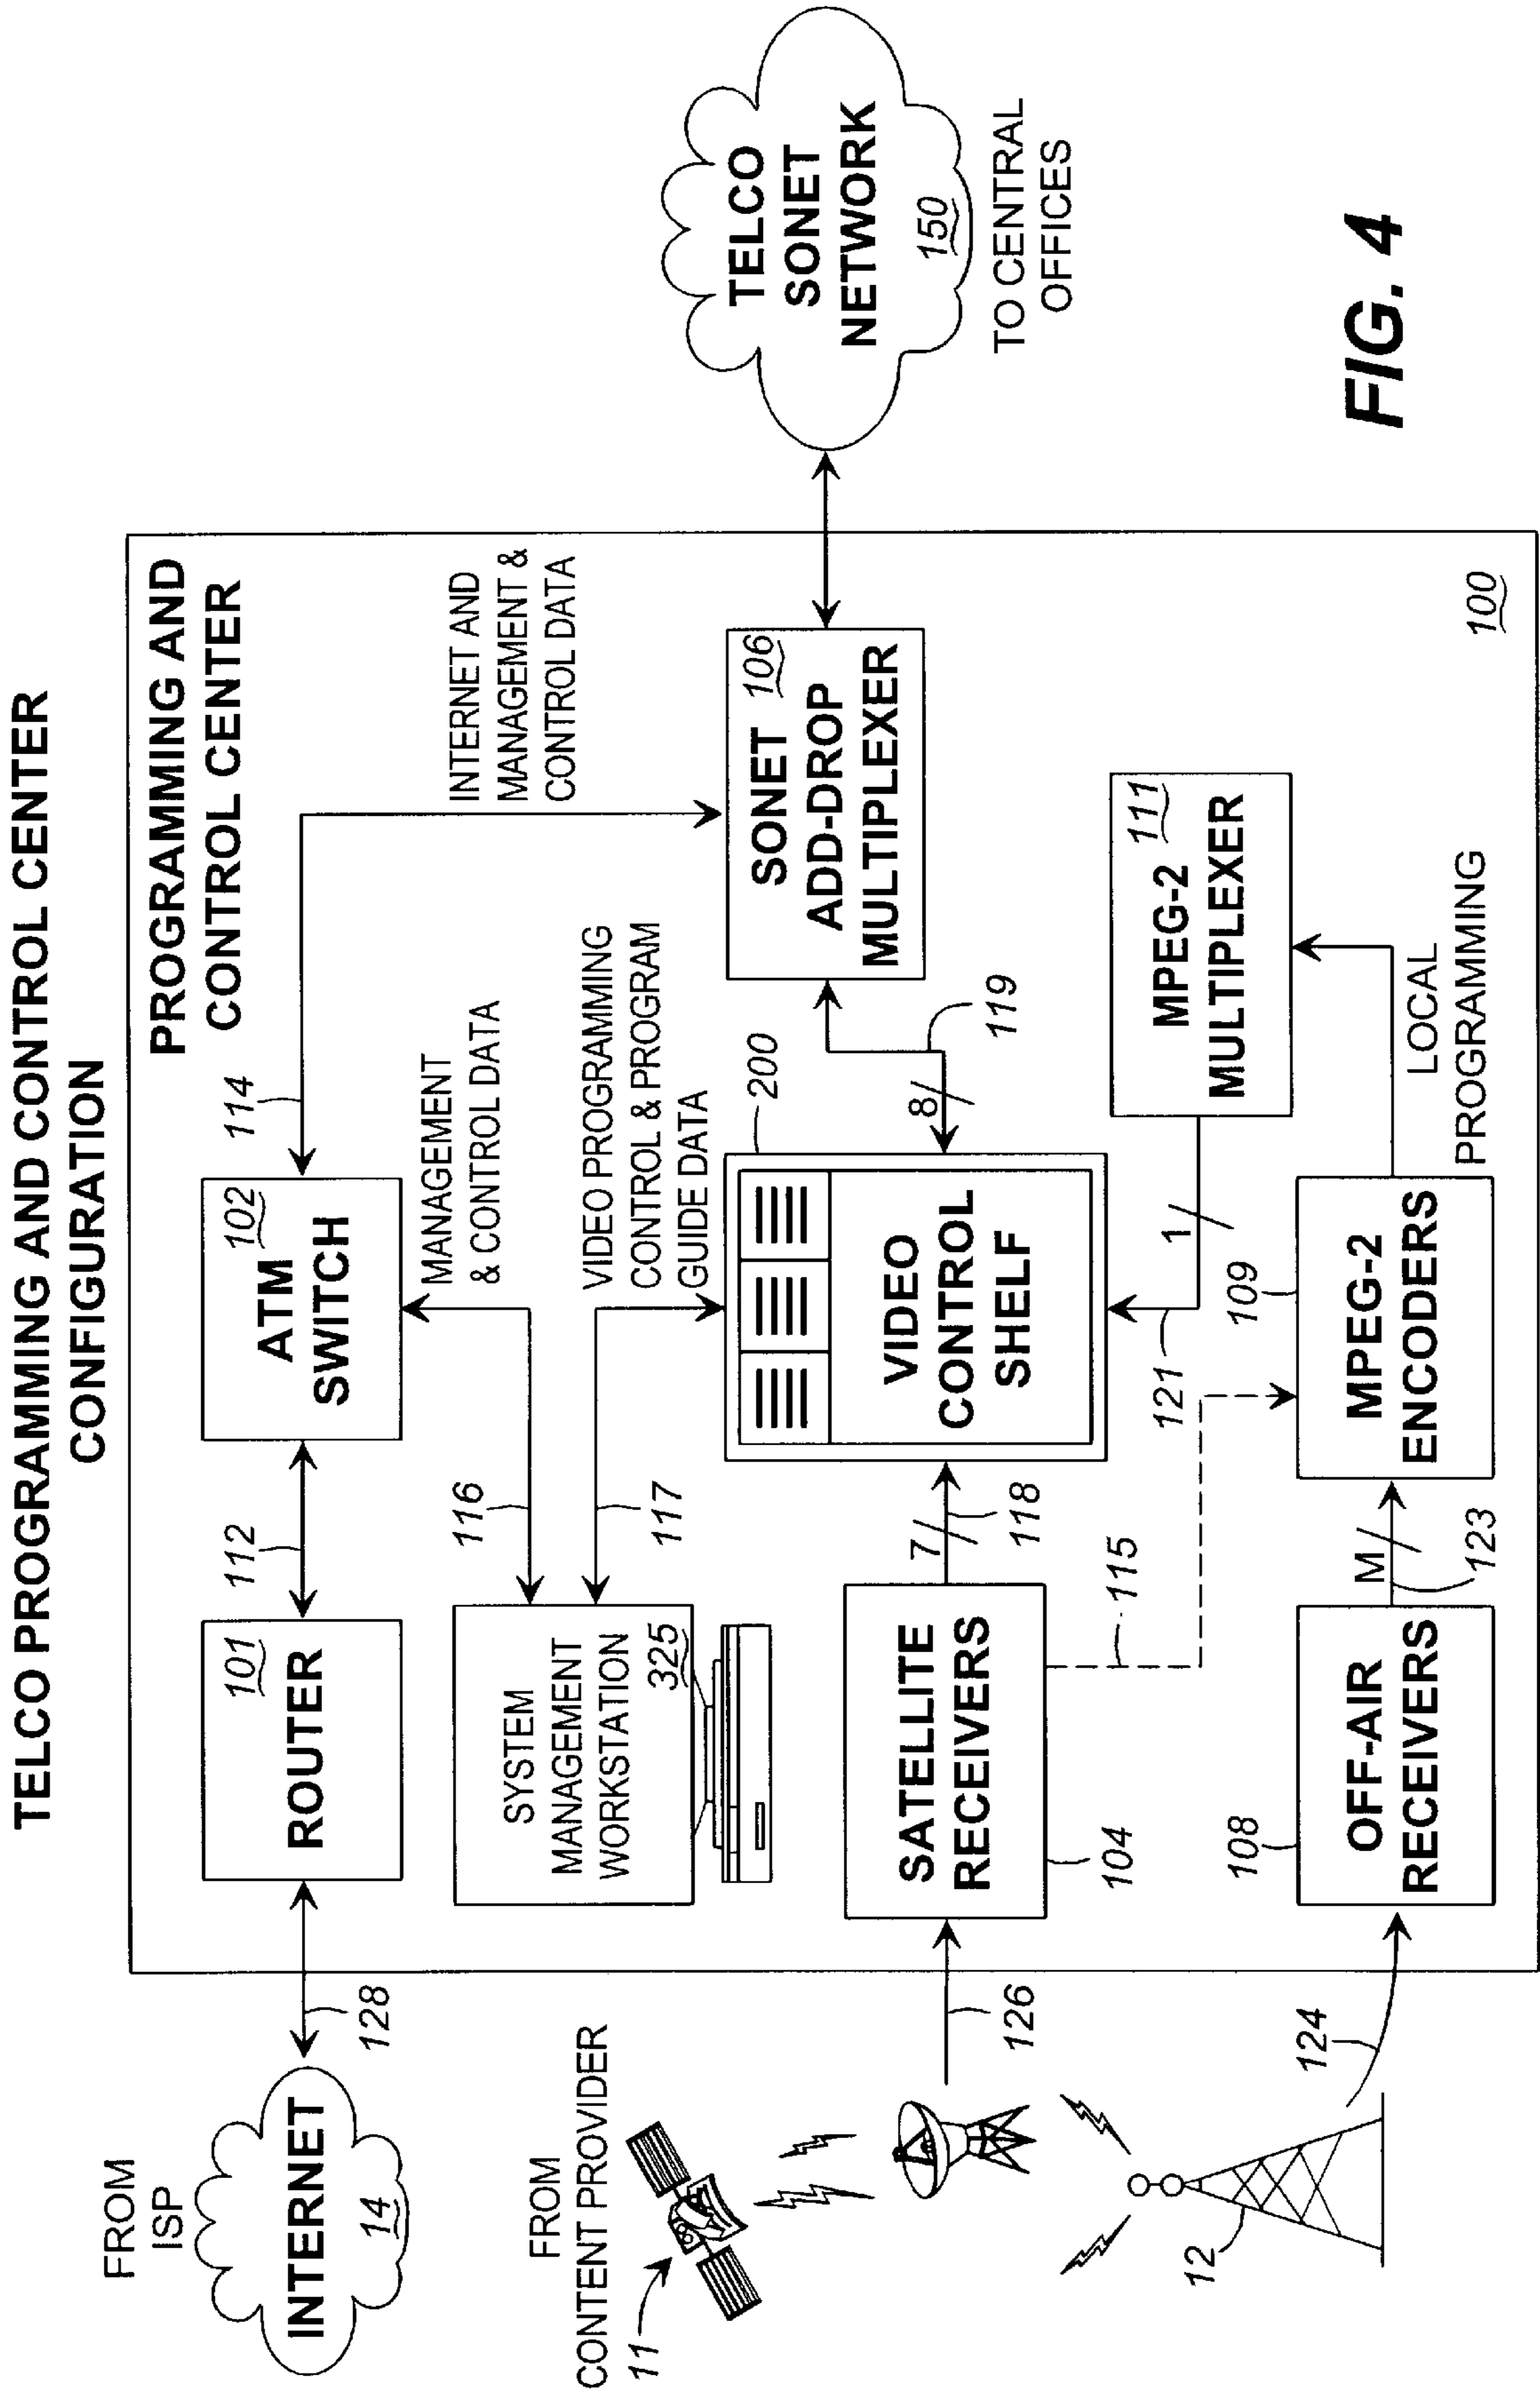 TELCO PROGRAMMING AND CONTROL CENTER
CONFIGURATION
PROGRAMMING AND
CONTROL CENTER
FROM
ISP
INTERNET
14
128
ROUTER
101
112
ATM
SWITCH
102
114
INTERNET AND
MANAGEMENT &
CONTROL DATA
MANAGEMENT
& CONTROL DATA
116
SYSTEM
MANAGEMENT
WORKSTATION
325
117
VIDEO PROGRAMMING
CONTROL & PROGRAM
GUIDE DATA
FROM
CONTENT PROVIDER
11
126
SATELLITE
RECEIVERS
104
7
118
115
VIDEO
CONTROL
SHELF
200
8
119
SONET
ADD-DROP
MULTIPLEXER
106
TELCO
SONET
NETWORK
150
TO CENTRAL
OFFICES
12
124
OFF-AIR
RECEIVERS
108
M
123
MPEG-2
ENCODERS
109
121
1
MPEG-2
MULTIPLEXER
111
LOCAL
PROGRAMMING
100
FIG. 4